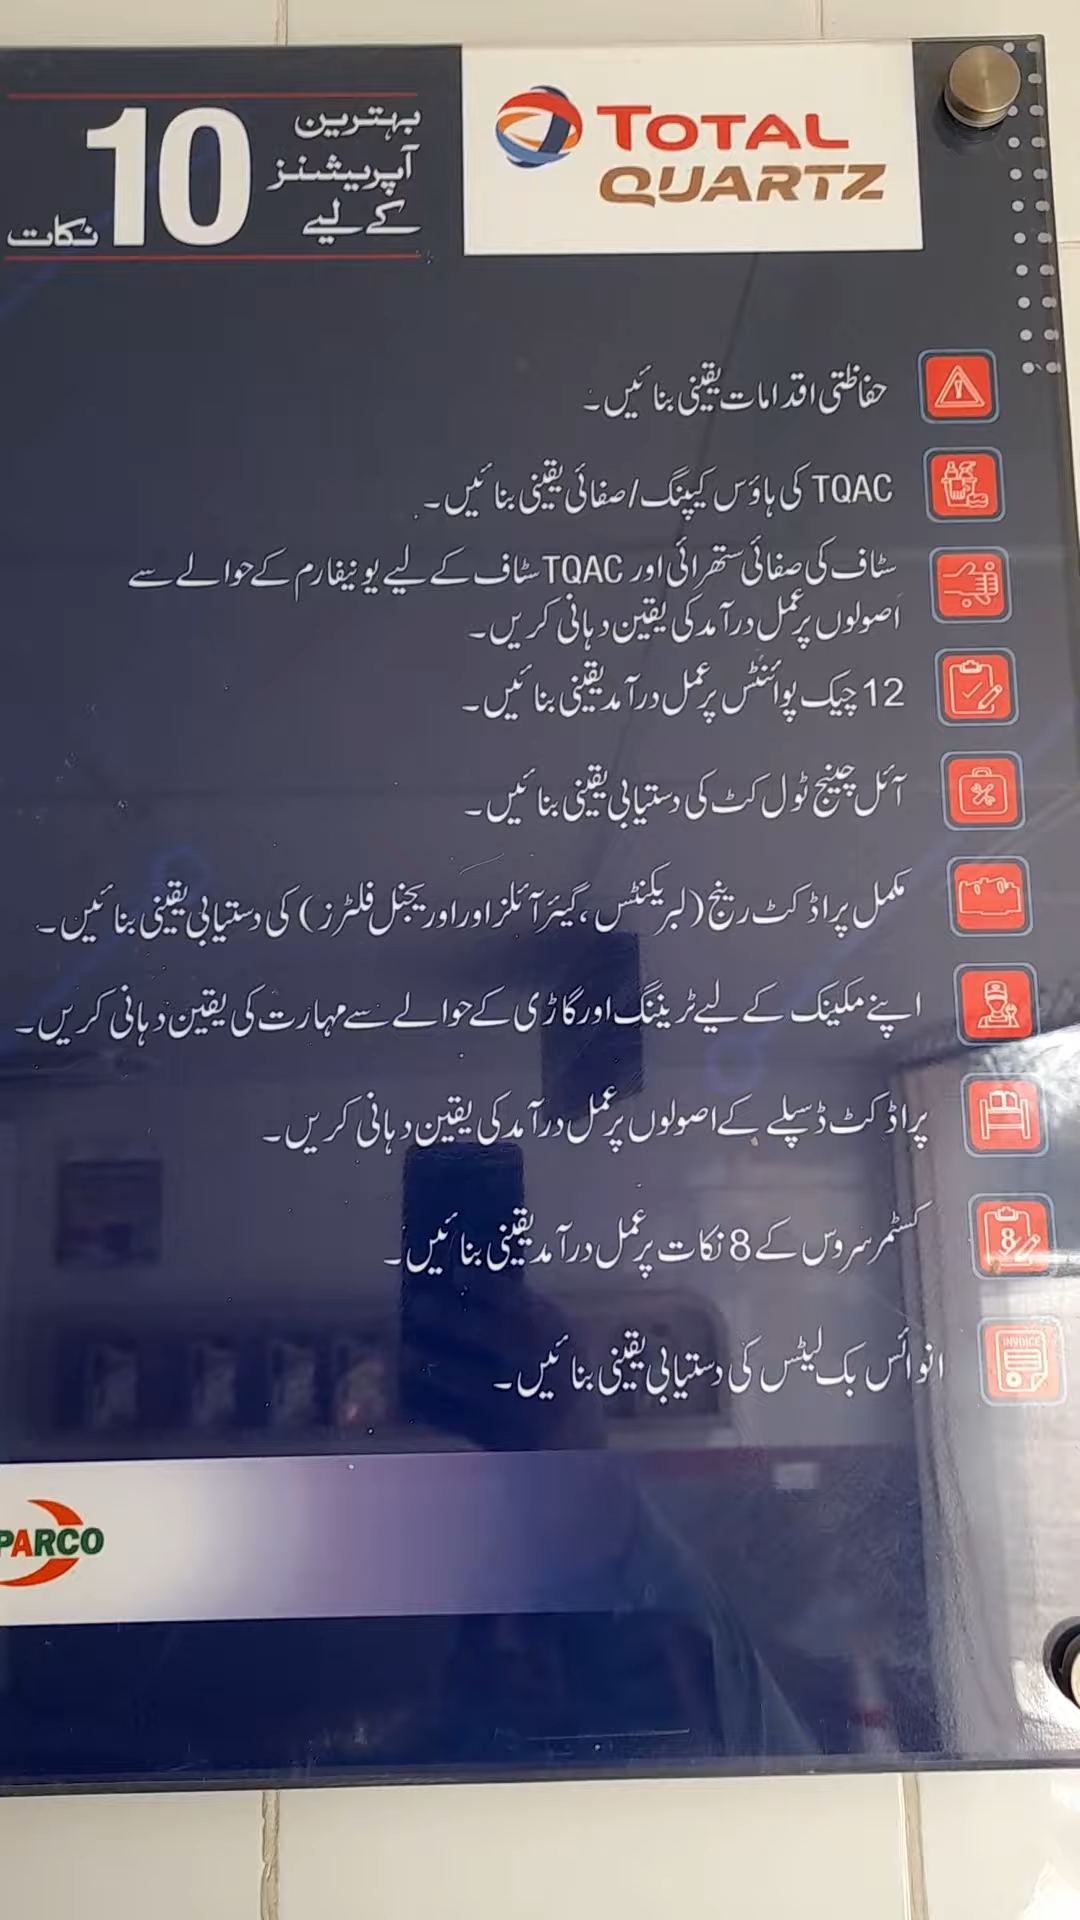 TOTAL
QUARTZ
بہترین
آپریشنز
کے لیے
10 نکات
حفاظتی اقدامات یقینی بنائیں۔
TQAC کی ہاؤس کیپنگ/صفائی یقینی بنائیں۔
سٹاف کی صفائی ستھرائی اور TQAC سٹاف کے لیے یونیفارم کے حوالے سے
اصولوں پر عمل درآمد کی یقین دہانی کریں۔
12 چیک پوائنٹس پر عمل درآمد یقینی بنائیں۔
آئل چینج ٹول کٹ کی دستیابی یقینی بنائیں۔
مکمل پراڈکٹ رینج (لبریکنٹس، گیئر آئلز اور اوریجنل فلٹرز) کی دستیابی یقینی بنائیں۔
اپنے مکینک کے لیے ٹریننگ اور گاڑی کے حوالے سے مہارت کی یقین دہانی کریں۔
پراڈکٹ ڈسپلے کے اصولوں پر عمل درآمد کی یقین دہانی کریں۔
کسٹمر سروس کے 8 نکات پر عمل درآمد یقینی بنائیں۔
8
انوائس بک لیٹس کی دستیابی یقینی بنائیں۔
INVOICE
PARCO